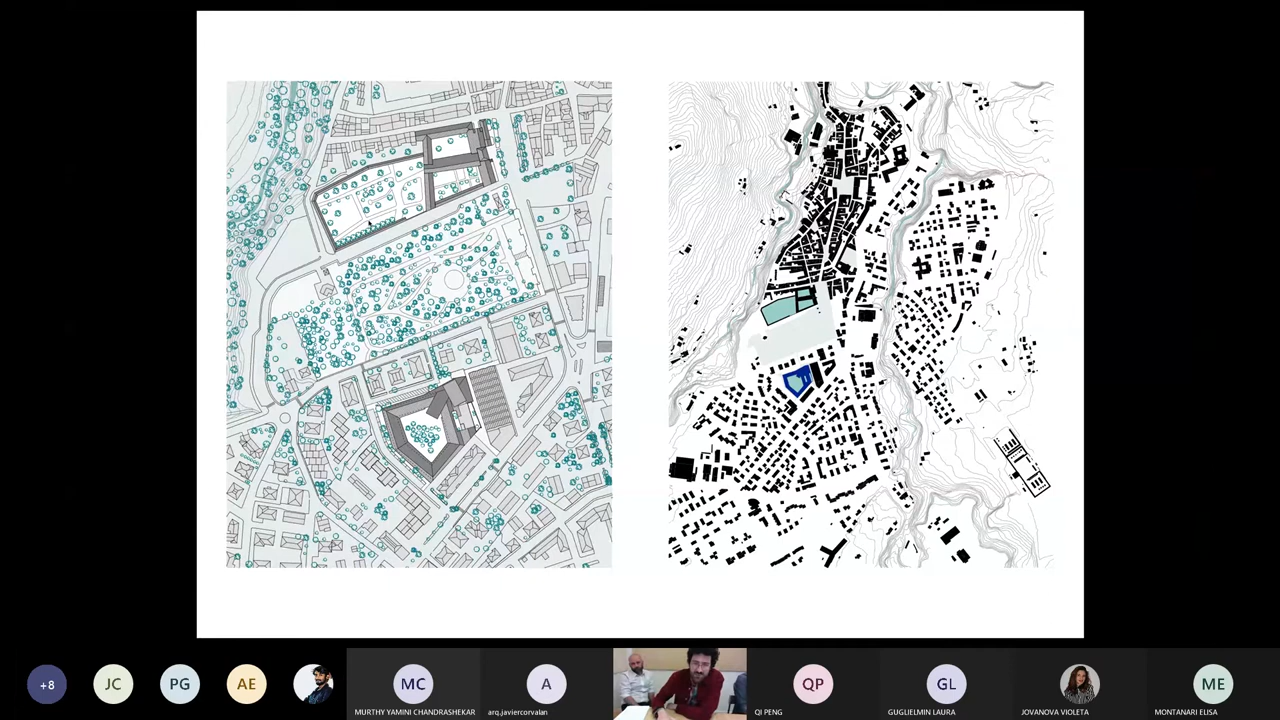 +8
JC
PG
AE
MC
MURTHY YAMINI CHANDRASHEKAR
A
arq.javiercorvalan
QP
QI PENG
GL
GUGLIELMIN LAURA
JOVANOVA VIOLETA
ME
MONTANARI ELISA